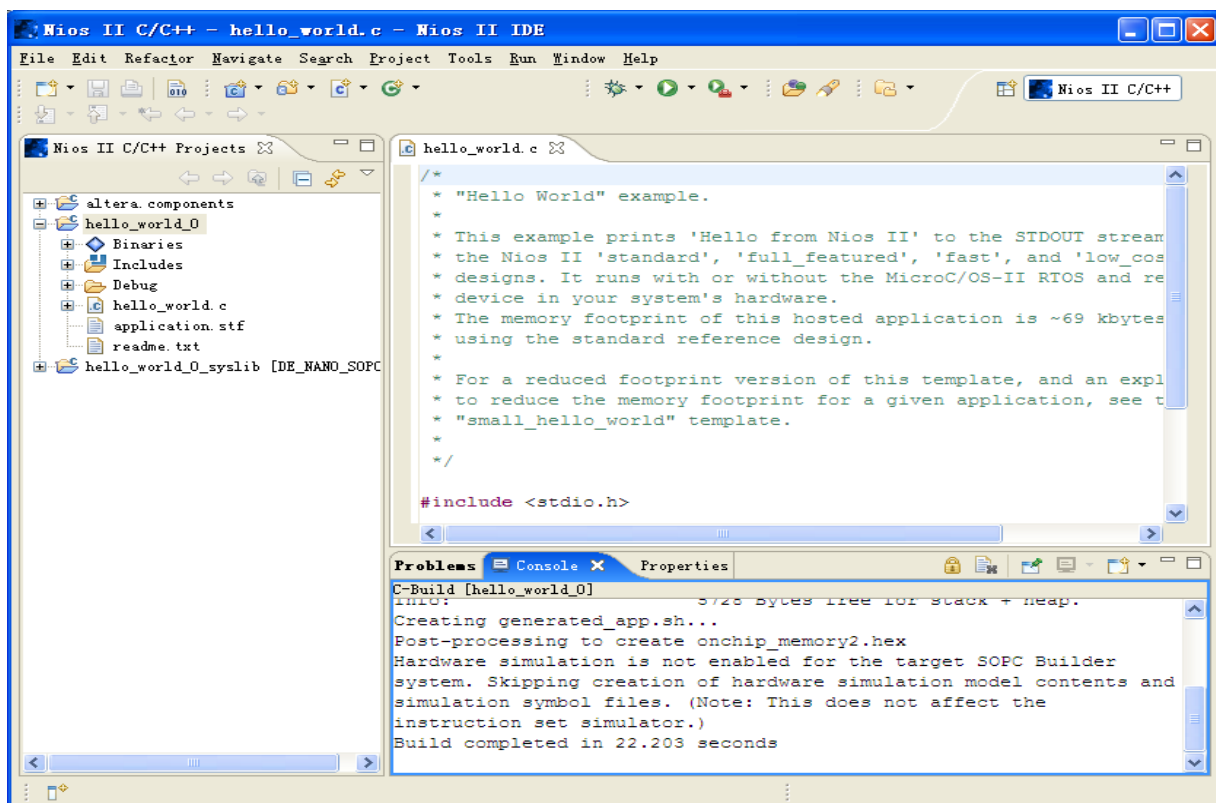 Nios II C/C++ - hello_world.c - Nios II IDE
File Edit Refactor Navigate Search Project Tools Run Window Help
Nios II C/C++
Nios II C/C++ Projects
altera.components
hello_world_0
Binaries
Includes
Debug
hello_world.c
application.stf
readme.txt
hello_world_0_syslib [DE_NANO_SOPC
hello_world.c
/*
* "Hello World" example.
*
* This example prints 'Hello from Nios II' to the STDOUT stream
* the Nios II 'standard', 'full_featured', 'fast', and 'low_cos
* designs. It runs with or without the MicroC/OS-II RTOS and re
* device in your system's hardware.
* The memory footprint of this hosted application is ~69 kbytes
* using the standard reference design.
*
* For a reduced footprint version of this template, and an expl
* to reduce the memory footprint for a given application, see t
* "small_hello_world" template.
*
*/
#include <stdio.h>
Problems Console Properties
C-Build [hello_world_0]
Info: 5728 Bytes free for stack + heap.
Creating generated_app.sh...
Post-processing to create onchip_memory2.hex
Hardware simulation is not enabled for the target SOPC Builder
system. Skipping creation of hardware simulation model contents and
simulation symbol files. (Note: This does not affect the
instruction set simulator.)
Build completed in 22.203 seconds